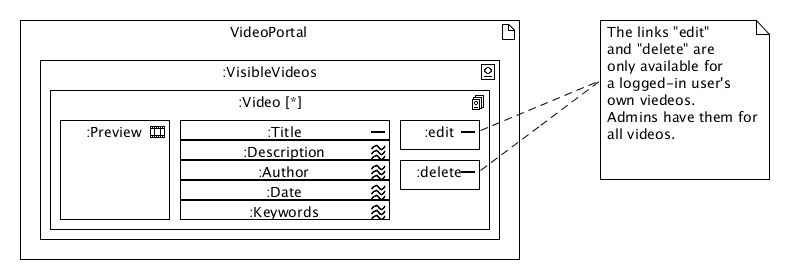 VideoPortal
:VisibleVideos
:Video [*]
:Preview
:Title
:Description
:Author
:Date
:Keywords
:edit
:delete
The links "edit"
and "delete" are
only available for
a logged-in user's
own viedeos.
Admins have them for
all videos.